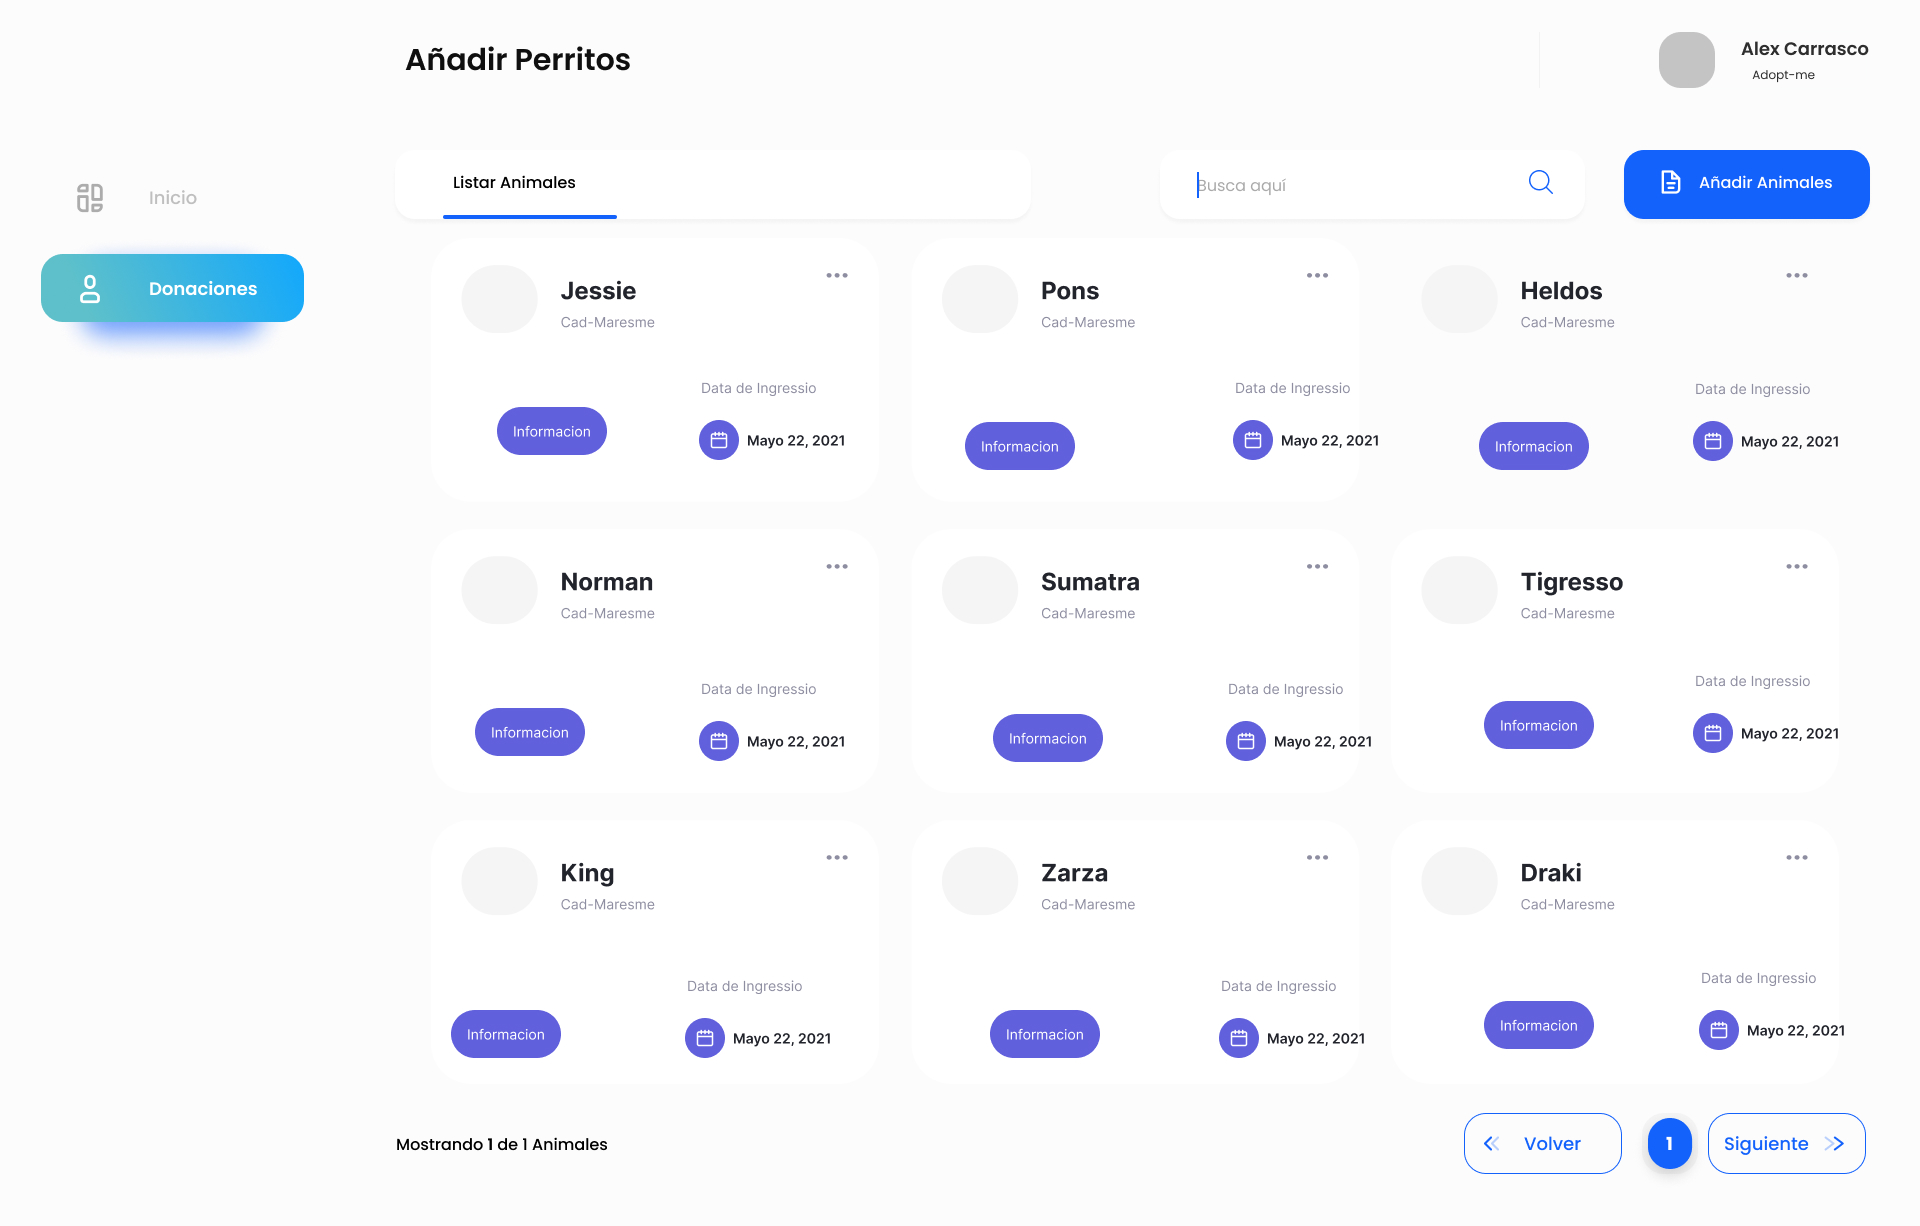 Añadir Perritos
Alex Carrasco
Adopt-me
Inicio
Donaciones
Listar Animales
Busca aquí
Añadir Animales
Jessie
Cad-Maresme
Data de Ingressio
Informacion
Mayo 22, 2021
Pons
Cad-Maresme
Data de Ingressio
Informacion
Mayo 22, 2021
Heldos
Cad-Maresme
Data de Ingressio
Informacion
Mayo 22, 2021
Norman
Cad-Maresme
Data de Ingressio
Informacion
Mayo 22, 2021
Sumatra
Cad-Maresme
Data de Ingressio
Informacion
Mayo 22, 2021
Tigresso
Cad-Maresme
Data de Ingressio
Informacion
Mayo 22, 2021
King
Cad-Maresme
Data de Ingressio
Informacion
Mayo 22, 2021
Zarza
Cad-Maresme
Data de Ingressio
Informacion
Mayo 22, 2021
Draki
Cad-Maresme
Data de Ingressio
Informacion
Mayo 22, 2021
Mostrando 1 de 1 Animales
Volver
1
Siguiente